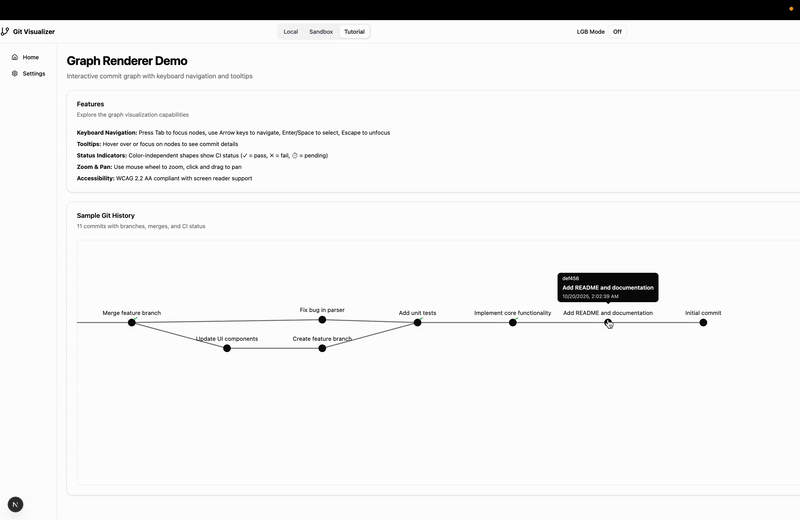 Git Visualizer
Local Sandbox Tutorial
LGB Mode Off
Home
Settings
Graph Renderer Demo
Interactive commit graph with keyboard navigation and tooltips
Features
Explore the graph visualization capabilities
Keyboard Navigation: Press Tab to focus nodes, use Arrow keys to navigate, Enter/Space to select, Escape to unfocus
Tooltips: Hover over or focus on nodes to see commit details
Status Indicators: Color-independent shapes show CI status (✓ = pass, ✕ = fail, ⏱ = pending)
Zoom & Pan: Use mouse wheel to zoom, click and drag to pan
Accessibility: WCAG 2.2 AA compliant with screen reader support
Sample Git History
11 commits with branches, merges, and CI status
def456
Add README and documentation
10/20/2025, 2:02:39 AM
Merge feature branch
Fix bug in parser
Add unit tests
Implement core functionality
Add README and documentation
Initial commit
Update UI components
Create feature branch
N